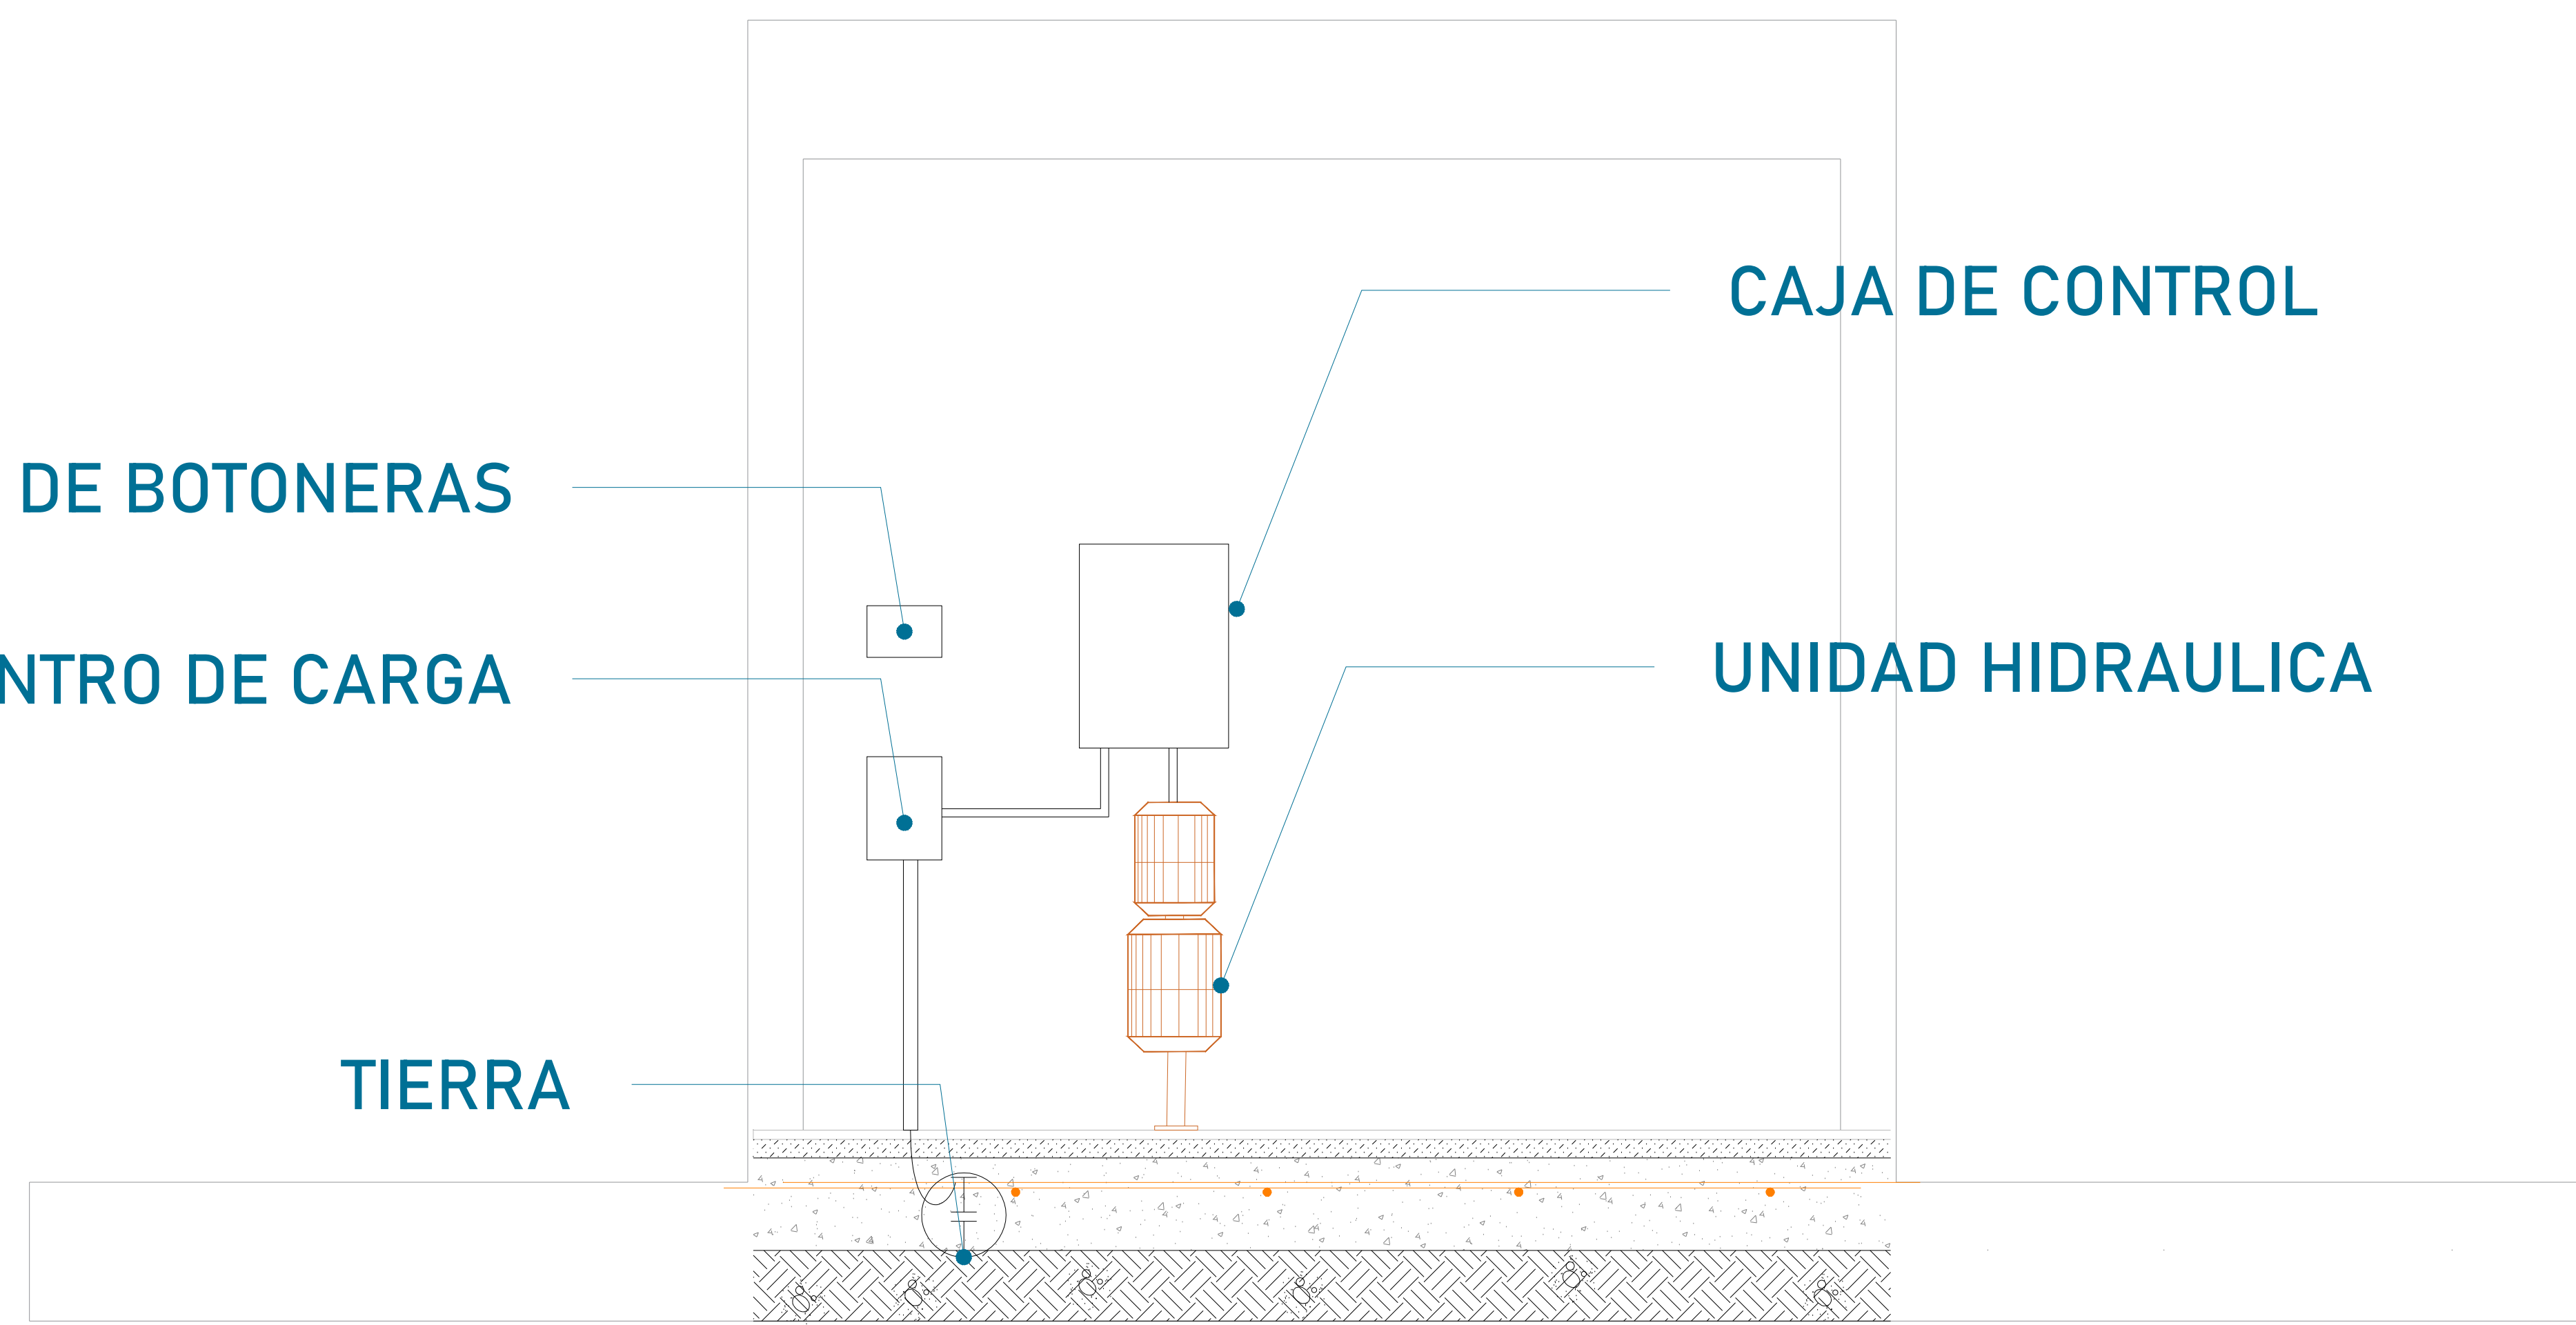 CAJA DE CONTROL
DE BOTONERAS
NTRO DE CARGA
UNIDAD HIDRAULICA
TIERRA